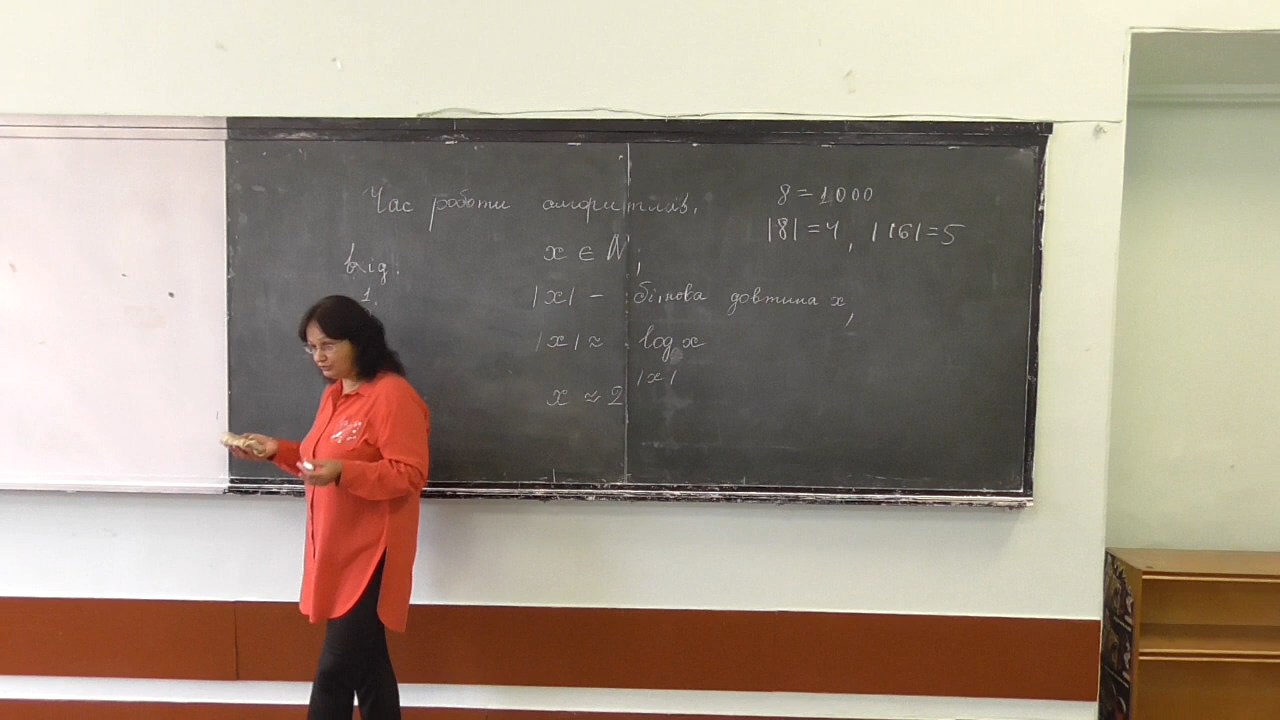 Час роботи алгоритмів.
8 = 1000
|8| = 4, |16| = 5
x ∈ ℕ;
від:
1.
|x| – бітова довжина x,
|x| ≈ log x
x ≈ 2^|x|